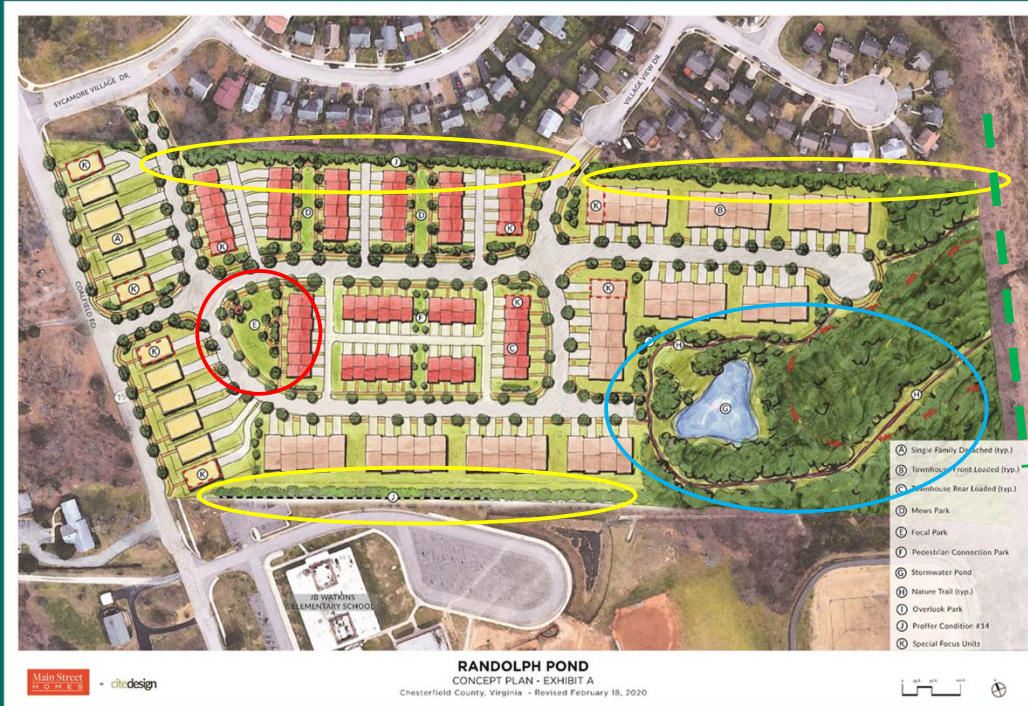 SYCAMORE VILLAGE DR.
VILLAGE VIEW DR.
K
J
A
K
D
D
K
K
K
B
COALFIELD RD.
K
E
F
K
C
K
H
I
G
H
75
K
J
JB WATKINS
ELEMENTARY SCHOOL
A Single Family Detached (typ.)
B Townhouse Front Loaded (typ.)
C Townhouse Rear Loaded (typ.)
D Mews Park
E Focal Park
F Pedestrian Connection Park
G Stormwater Pond
H Nature Trail (typ.)
I Overlook Park
J Proffer Condition #14
K Special Focus Units
Main Street
HOMES
+ citedesign
RANDOLPH POND
CONCEPT PLAN - EXHIBIT A
Chesterfield County, Virginia - Revised February 18, 2020